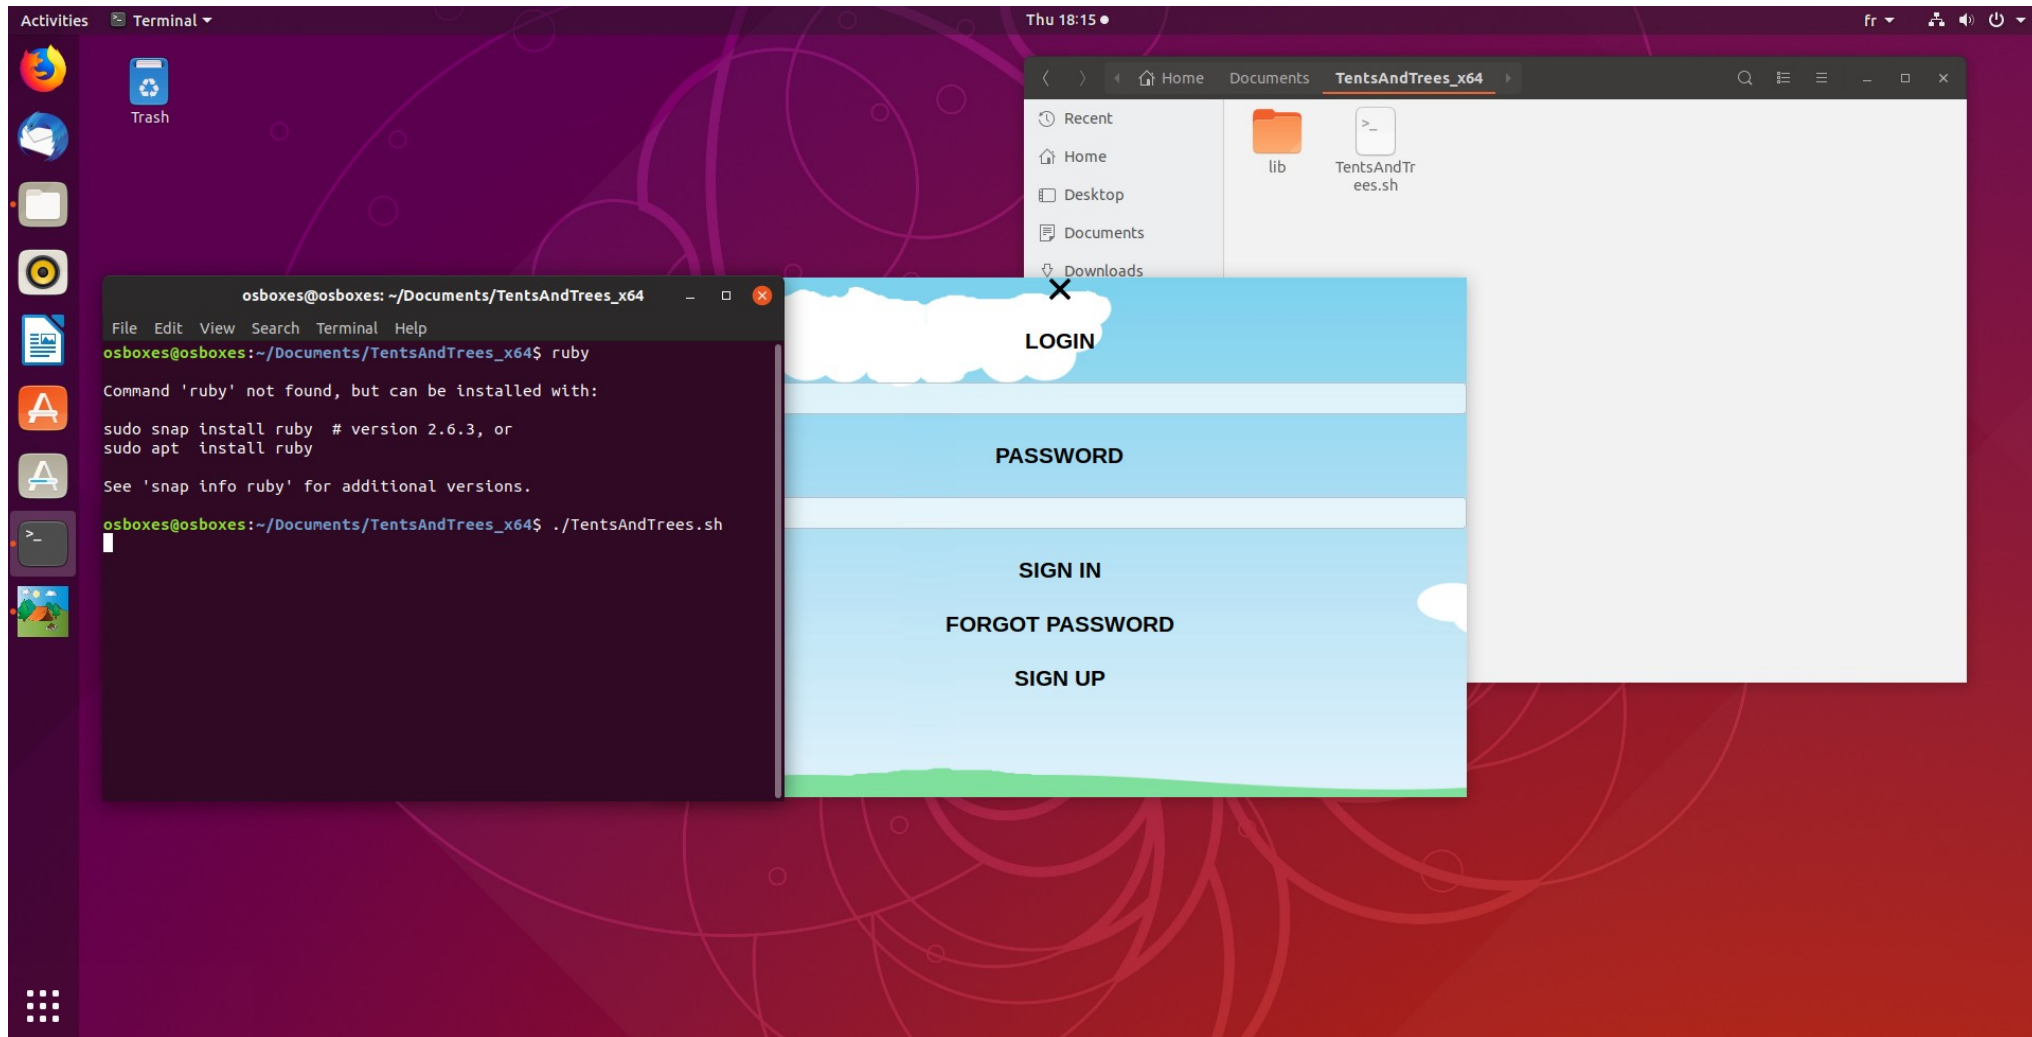 Activities Terminal Thu 18:15 fr
Trash
Home Documents TentsAndTrees_x64
Recent
Home
Desktop
Documents
Downloads
lib
TentsAndTr
ees.sh
osboxes@osboxes: ~/Documents/TentsAndTrees_x64
File Edit View Search Terminal Help
osboxes@osboxes:~/Documents/TentsAndTrees_x64$ ruby
Command 'ruby' not found, but can be installed with:
sudo snap install ruby  # version 2.6.3, or
sudo apt  install ruby
See 'snap info ruby' for additional versions.
osboxes@osboxes:~/Documents/TentsAndTrees_x64$ ./TentsAndTrees.sh
LOGIN
PASSWORD
SIGN IN
FORGOT PASSWORD
SIGN UP